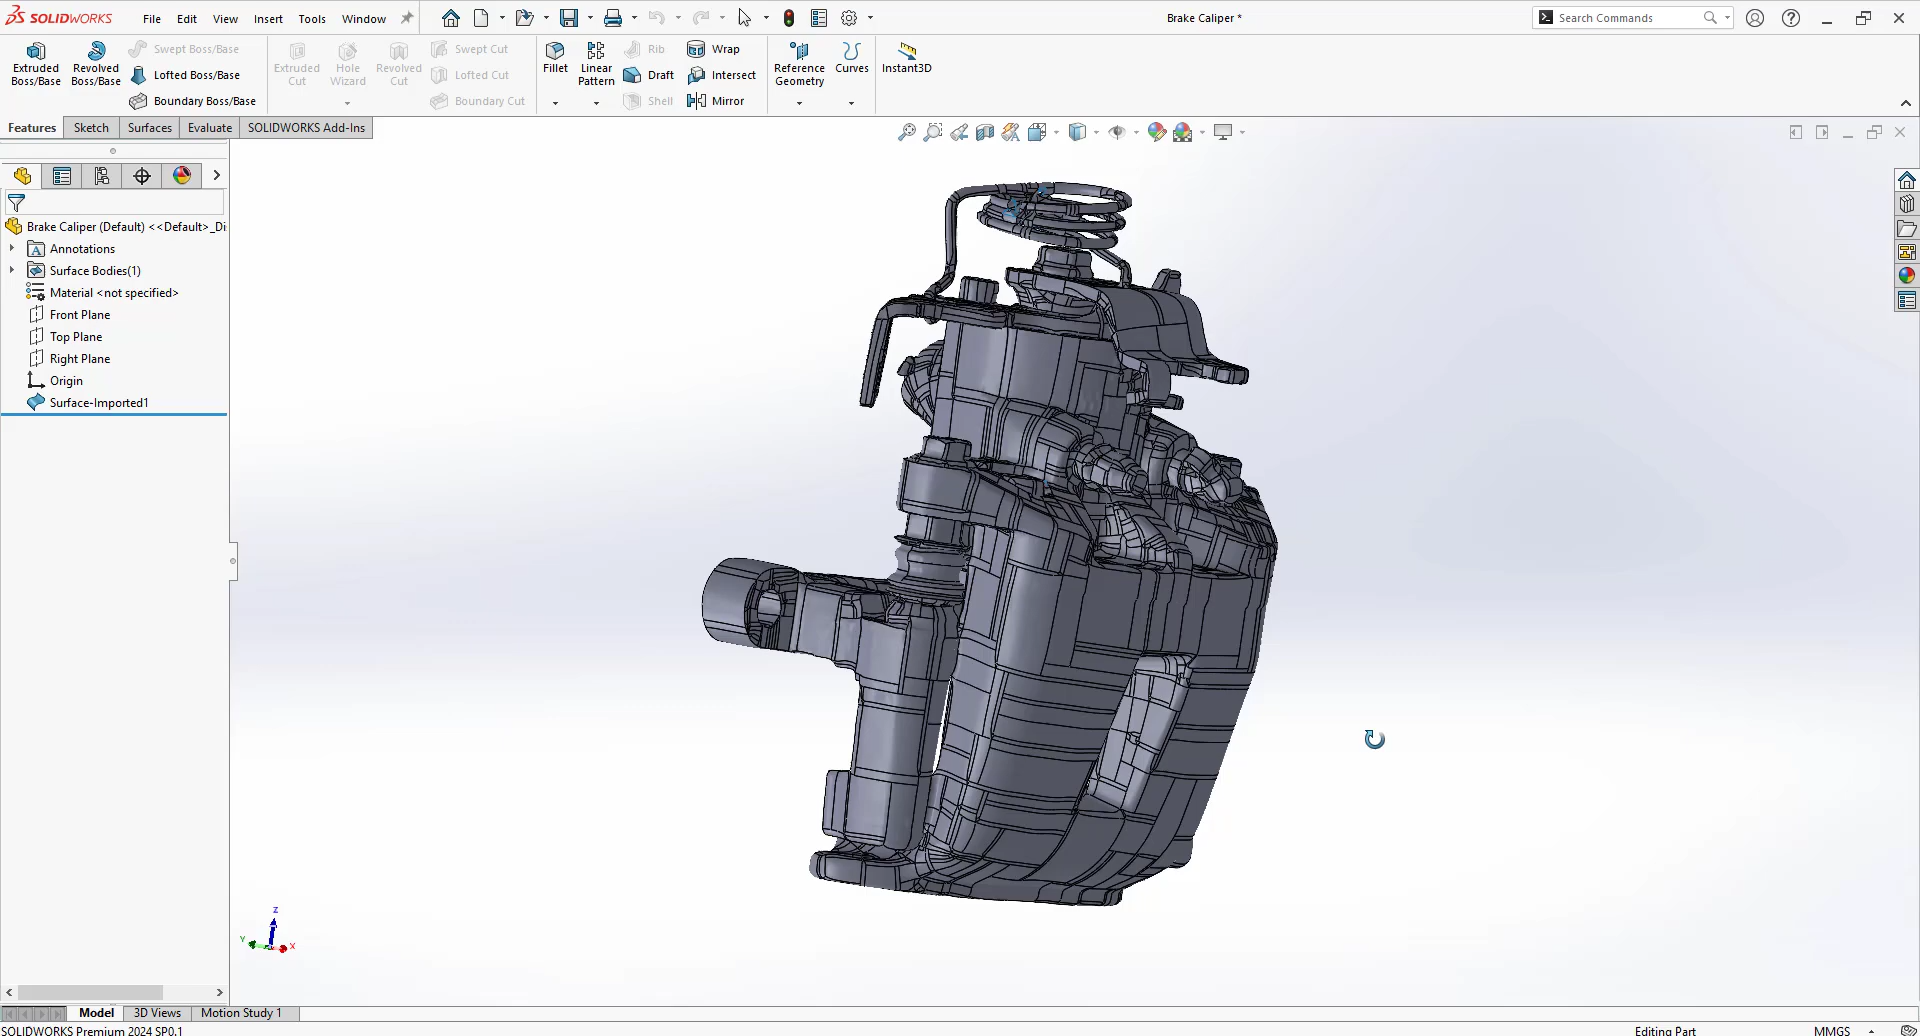 SOLIDWORKS File Edit View Insert Tools Window Brake Caliper * Search Commands
Extruded Boss/Base
Revolved Boss/Base
Swept Boss/Base
Lofted Boss/Base
Boundary Boss/Base
Extruded Cut
Hole Wizard
Revolved Cut
Swept Cut
Lofted Cut
Boundary Cut
Fillet
Linear Pattern
Rib
Draft
Shell
Wrap
Intersect
Mirror
Reference Geometry
Curves
Instant3D
Features Sketch Surfaces Evaluate SOLIDWORKS Add-Ins
Brake Caliper (Default) <<Default>_Di
Annotations
Surface Bodies(1)
Material <not specified>
Front Plane
Top Plane
Right Plane
Origin
Surface-Imported1
Z
Y X
Model 3D Views Motion Study 1
SOLIDWORKS Premium 2024 SP0.1 Editing Part MMGS